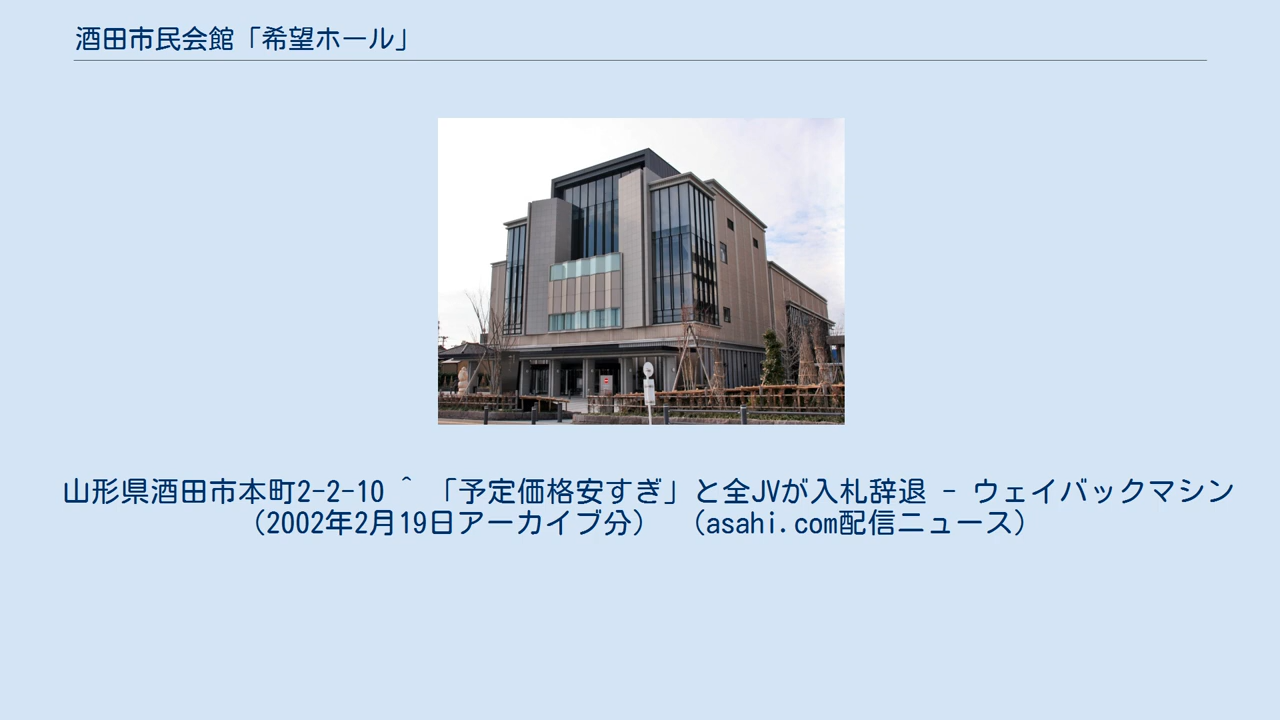 酒田市民会館「希望ホール」
山形県酒田市本町2-2-10 ^ 「予定価格安すぎ」と全JVが入札辞退 - ウェイバックマシン
（2002年2月19日アーカイブ分） （asahi.com配信ニュース）